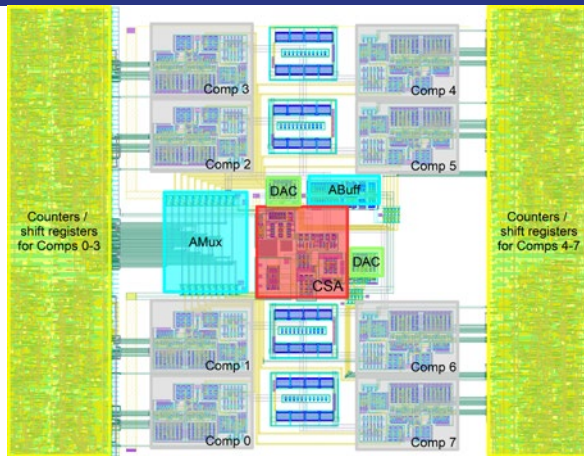 Comp 3
Comp 4
Comp 2
Comp 5
DAC
ABuff
Counters /
shift registers
for Comps 0-3
AMux
Counters /
shift registers
for Comps 4-7
DAC
CSA
Comp 1
Comp 6
Comp 0
Comp 7